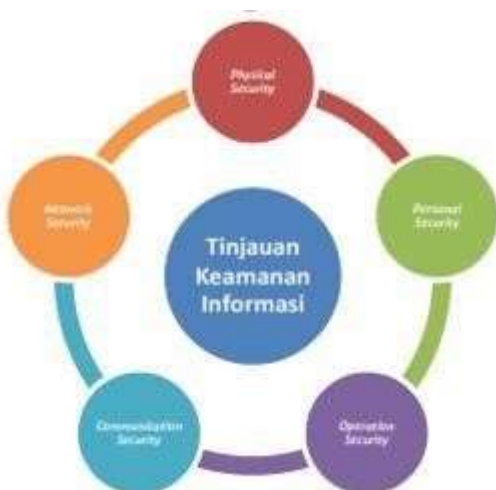 Physical
Security
Personal
Security
Operation
Security
Communication
Security
Network
Security
Tinjauan
Keamanan
Informasi